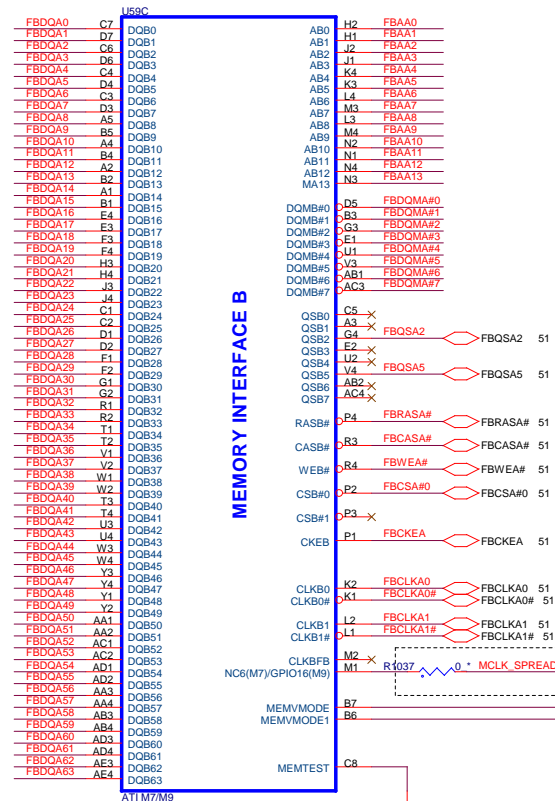 U59C
FBDQA0 C7 DQB0
FBDQA1 D7 DQB1
FBDQA2 C6 DQB2
FBDQA3 D6 DQB3
FBDQA4 C4 DQB4
FBDQA5 D4 DQB5
FBDQA6 C3 DQB6
FBDQA7 D3 DQB7
FBDQA8 A5 DQB8
FBDQA9 B5 DQB9
FBDQA10 A4 DQB10
FBDQA11 B4 DQB11
FBDQA12 A2 DQB12
FBDQA13 B2 DQB13
FBDQA14 A1 DQB14
FBDQA15 B1 DQB15
FBDQA16 E4 DQB16
FBDQA17 E3 DQB17
FBDQA18 F3 DQB18
FBDQA19 F4 DQB19
FBDQA20 H3 DQB20
FBDQA21 H4 DQB21
FBDQA22 J3 DQB22
FBDQA23 J4 DQB23
FBDQA24 C1 DQB24
FBDQA25 C2 DQB25
FBDQA26 D1 DQB26
FBDQA27 D2 DQB27
FBDQA28 F1 DQB28
FBDQA29 F2 DQB29
FBDQA30 G1 DQB30
FBDQA31 G2 DQB31
FBDQA32 R1 DQB32
FBDQA33 R2 DQB33
FBDQA34 T1 DQB34
FBDQA35 T2 DQB35
FBDQA36 V1 DQB36
FBDQA37 V2 DQB37
FBDQA38 W1 DQB38
FBDQA39 W2 DQB39
FBDQA40 T3 DQB40
FBDQA41 T4 DQB41
FBDQA42 U3 DQB42
FBDQA43 U4 DQB43
FBDQA44 W3 DQB44
FBDQA45 W4 DQB45
FBDQA46 Y3 DQB46
FBDQA47 Y4 DQB47
FBDQA48 Y1 DQB48
FBDQA49 Y2 DQB49
FBDQA50 AA1 DQB50
FBDQA51 AA2 DQB51
FBDQA52 AC1 DQB52
FBDQA53 AC2 DQB53
FBDQA54 AD1 DQB54
FBDQA55 AD2 DQB55
FBDQA56 AA3 DQB56
FBDQA57 AA4 DQB57
FBDQA58 AB3 DQB58
FBDQA59 AB4 DQB59
FBDQA60 AD3 DQB60
FBDQA61 AD4 DQB61
FBDQA62 AE3 DQB62
FBDQA63 AE4 DQB63
MEMORY INTERFACE B
AB0 H2 FBAA0
AB1 H1 FBAA1
AB2 J2 FBAA2
AB3 J1 FBAA3
AB4 K4 FBAA4
AB5 K3 FBAA5
AB6 L4 FBAA6
AB7 M3 FBAA7
AB8 L3 FBAA8
AB9 M4 FBAA9
AB10 N2 FBAA10
AB11 N1 FBAA11
AB12 N4 FBAA12
MA13 N3 FBAA13
DQMB#0 D5 FBDQMA#0
DQMB#1 B3 FBDQMA#1
DQMB#2 G3 FBDQMA#2
DQMB#3 E1 FBDQMA#3
DQMB#4 U1 FBDQMA#4
DQMB#5 V3 FBDQMA#5
DQMB#6 AB1 FBDQMA#6
DQMB#7 AC3 FBDQMA#7
QSB0 C5
QSB1 A3
QSB2 G4 FBQSA2 FBQSA2 51
QSB3 E2
QSB4 U2
QSB5 V4 FBQSA5 FBQSA5 51
QSB6 AB2
QSB7 AC4
RASB# P4 FBRASA# FBRASA# 51
CASB# R3 FBCASA# FBCASA# 51
WEB# R4 FBWEA# FBWEA# 51
CSB#0 P2 FBCSA#0 FBCSA#0 51
CSB#1 P3
CKEB P1 FBCKEA FBCKEA 51
CLKB0 K2 FBCLKA0 FBCLKA0 51
CLKB0# K1 FBCLKA0# FBCLKA0# 51
CLKB1 L2 FBCLKA1 FBCLKA1 51
CLKB1# L1 FBCLKA1# FBCLKA1# 51
CLKBFB M2
NC6(M7)/GPIO16(M9) M1 R1037 0 * MCLK_SPREAD
MEMVMODE B7
MEMVMODE1 B6
MEMTEST C8
ATI M7/M9